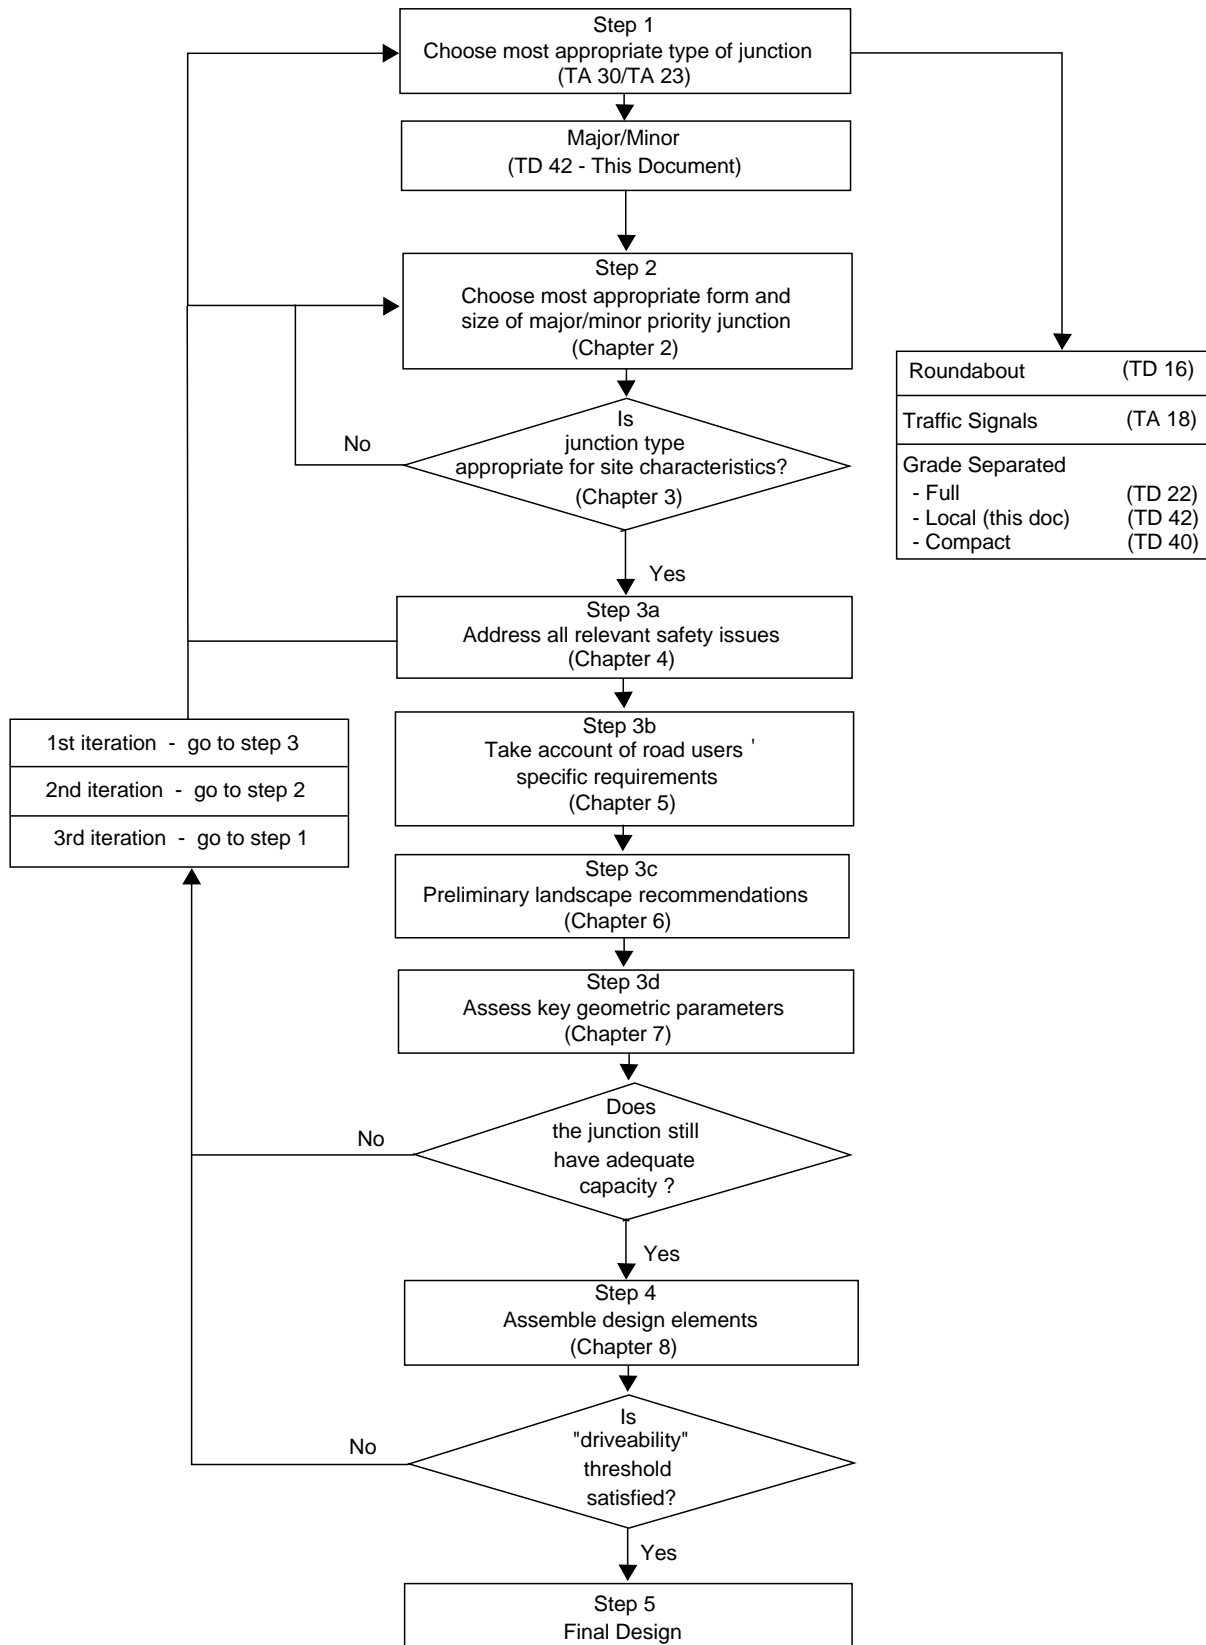 Step 1
Choose most appropriate type of junction
(TA 30/TA 23)
Major/Minor
(TD 42 - This Document)
Step 2
Choose most appropriate form and
size of major/minor priority junction
(Chapter 2)
Roundabout (TD 16)
Traffic Signals (TA 18)
Grade Separated
- Full (TD 22)
- Local (this doc) (TD 42)
- Compact (TD 40)
Is
junction type
appropriate for site characteristics?
(Chapter 3)
No
Yes
Step 3a
Address all relevant safety issues
(Chapter 4)
Step 3b
Take account of road users '
specific requirements
(Chapter 5)
1st iteration - go to step 3
2nd iteration - go to step 2
3rd iteration - go to step 1
Step 3c
Preliminary landscape recommendations
(Chapter 6)
Step 3d
Assess key geometric parameters
(Chapter 7)
Does
the junction still
have adequate
capacity ?
No
Yes
Step 4
Assemble design elements
(Chapter 8)
Is
"driveability"
threshold
satisfied?
No
Yes
Step 5
Final Design